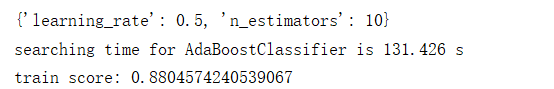 {'learning_rate': 0.5, 'n_estimators': 10}
searching time for AdaBoostClassifier is 131.426 s
train score: 0.8804574240539067